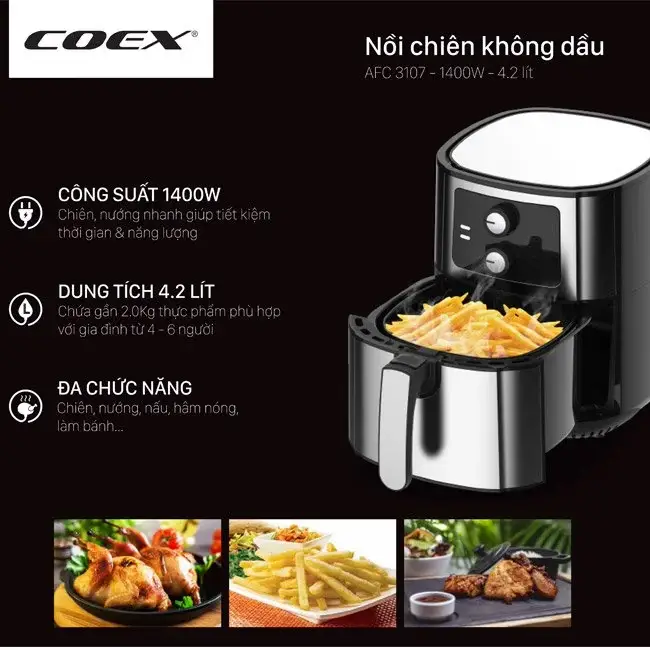 COEX®
Nồi chiên không dầu
AFC 3107 - 1400W - 4.2 lít
CÔNG SUẤT 1400W
Chiên, nướng nhanh giúp tiết kiệm
thời gian & năng lượng
DUNG TÍCH 4.2 LÍT
Chứa gần 2.0Kg thực phẩm phù hợp
với gia đình từ 4 - 6 người
ĐA CHỨC NĂNG
Chiên, nướng, nấu, hâm nóng,
làm bánh...